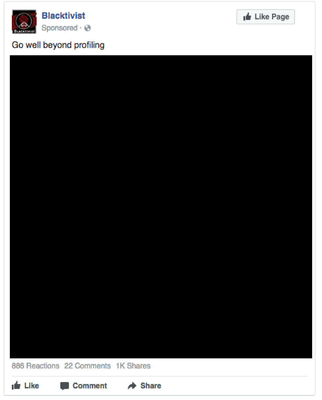 Blacktivist
Like Page
Sponsored ·
Go well beyond profiling
886 Reactions 22 Comments 1K Shares
Like Comment Share